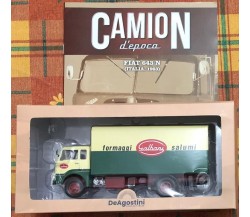 CAMION
d'epoca
FIAT 643 N
(ITALIA, 1963)
formaggi Galbani salumi
DeAGOSTINI